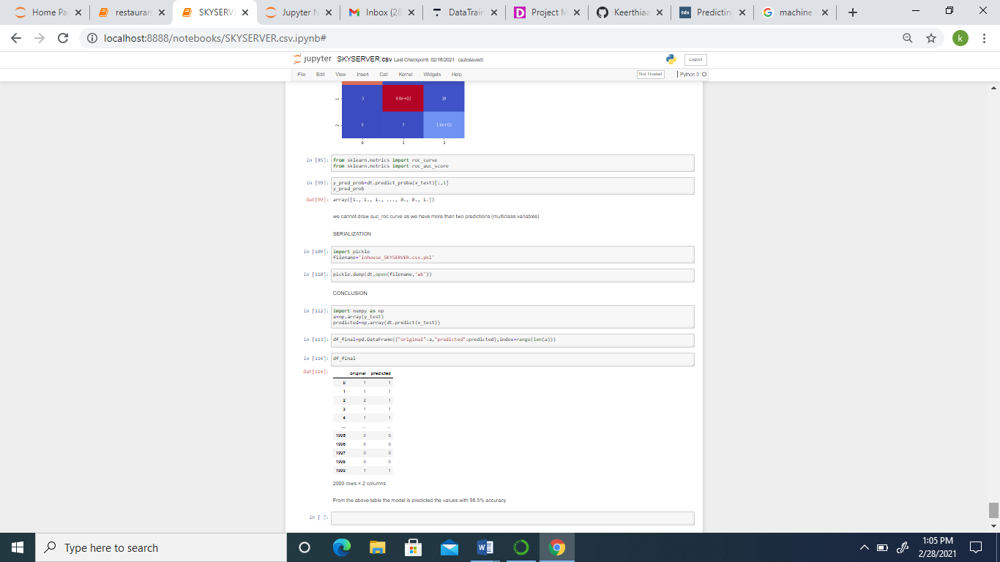 Home Pa
restauran
SKYSERV
Jupyter N
Inbox (28
DataTrain
Project M
Keerthiaa
tds Predictin
machine
localhost:8888/notebooks/SKYSERVER.csv.ipynb#
k
jupyter SKYSERVER.csv Last Checkpoint: 02/18/2021 (autosaved)
Logout
File Edit View Insert Cell Kernel Widgets Help
Not Trusted
Python 3
1 3 9.8e+02 18
2 0 7 1.6e+02
0 1 2
In [85]: from sklearn.metrics import roc_curve
from sklearn.metrics import roc_auc_score
In [99]: y_pred_prob=dt.predict_proba(x_test)[:,1]
y_pred_prob
Out[99]: array([1., 1., 1., ..., 0., 0., 1.])
we cannot draw auc_roc curve as we have more than two predictions (multiclass variables)
SERIALIZATION
In [109]: import pickle
filename='inhouse_SKYSERVER.csv.pkl'
In [110]: pickle.dump(dt,open(filename,'wb'))
CONCLUSION
In [112]: import numpy as np
a=np.array(y_test)
predicted=np.array(dt.predict(x_test))
In [113]: df_final=pd.DataFrame({"original":a,"predicted":predicted},index=range(len(a)))
In [114]: df_final
Out[114]:
original predicted
0 1 1
1 1 1
2 2 1
3 1 1
4 1 1
... ... ...
1995 0 0
1996 0 0
1997 0 0
1998 0 0
1999 1 1
2000 rows × 2 columns
From the above table the model is predicted the values with 98.5% accuracy
In [ ]:
Type here to search
1:05 PM
2/28/2021